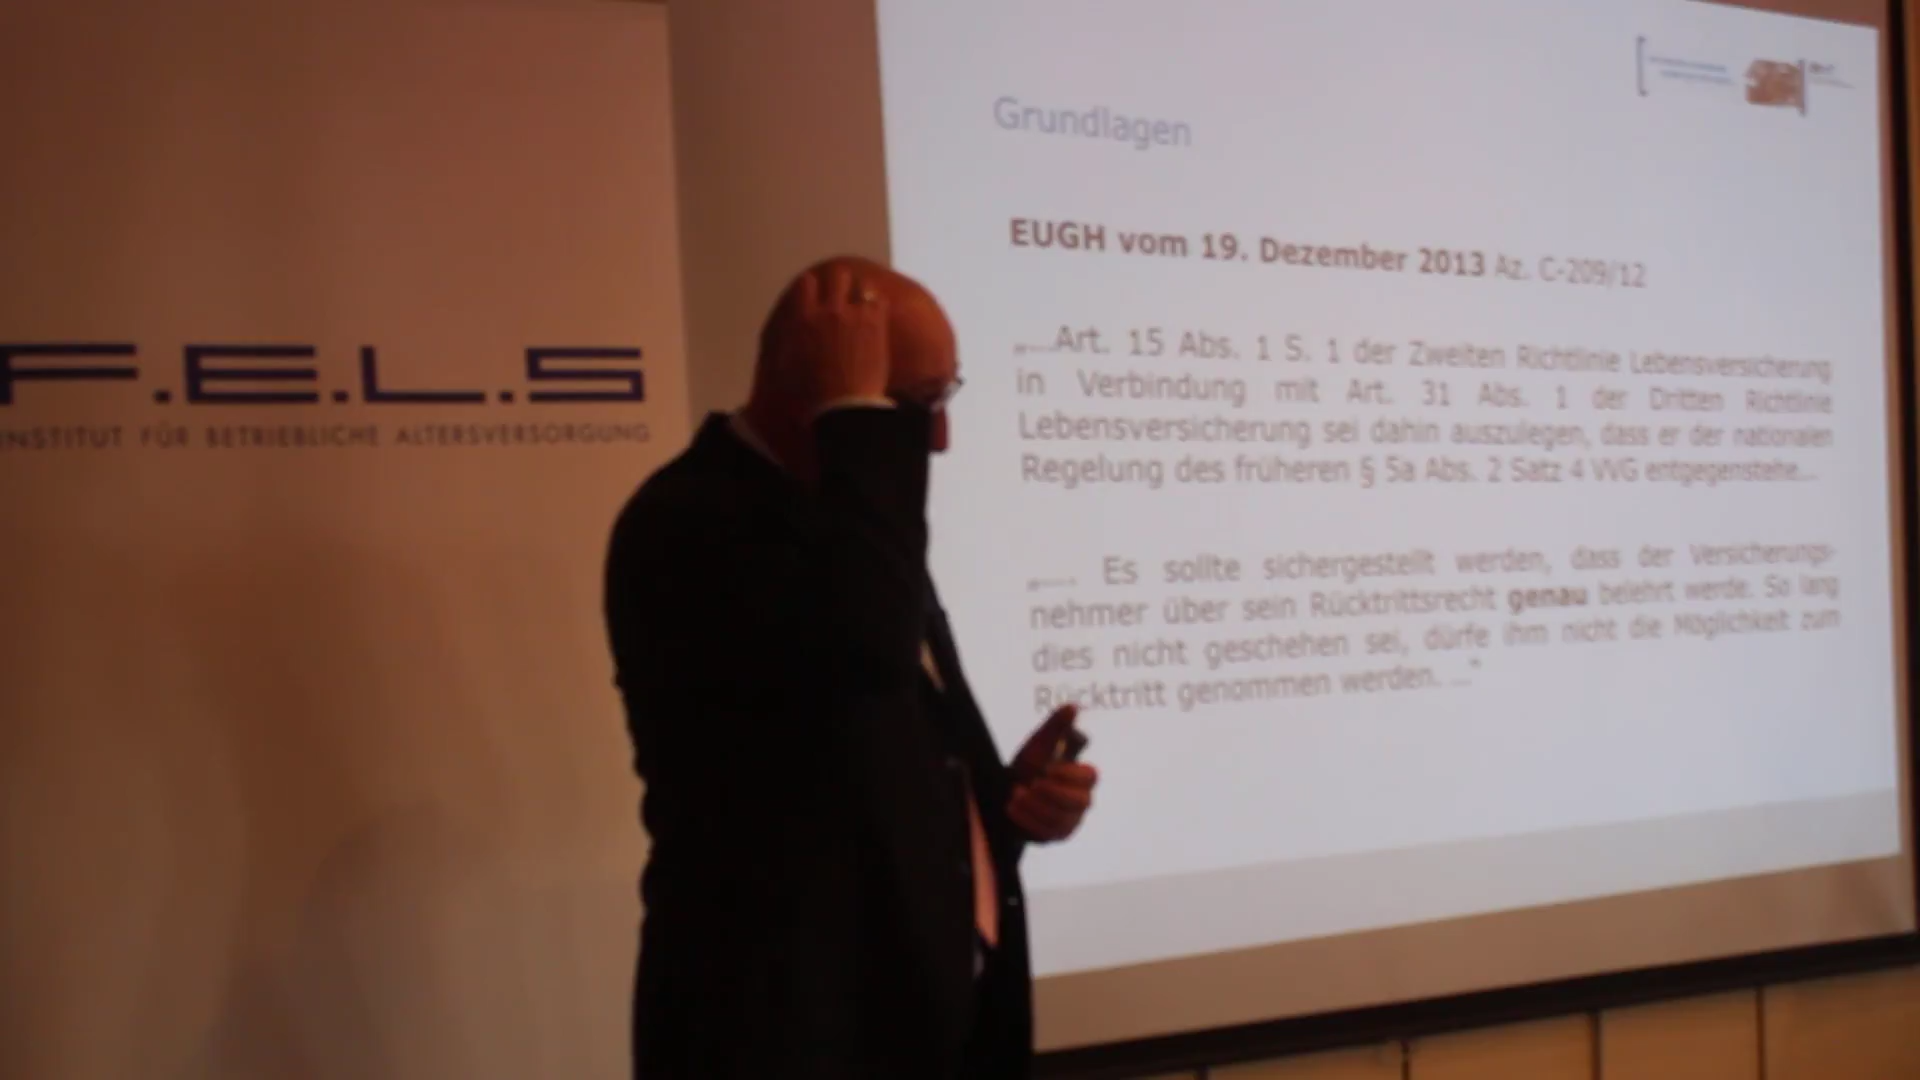 F.E.L.S
INSTITUT FÜR BETRIEBLICHE ALTERSVERSORGUNG
Grundlagen
EUGH vom 19. Dezember 2013 Az. C-209/12
„...Art. 15 Abs. 1 S. 1 der Zweiten Richtlinie Lebensversicherung
in Verbindung mit Art. 31 Abs. 1 der Dritten Richtlinie
Lebensversicherung sei dahin auszulegen, dass er der nationalen
Regelung des früheren § 5a Abs. 2 Satz 4 VVG entgegenstehe...
„.... Es sollte sichergestellt werden, dass der Versicherungs-
nehmer über sein Rücktrittsrecht genau belehrt werde. So lang
dies nicht geschehen sei, dürfe ihm nicht die Möglichkeit zum
Rücktritt genommen werden. ..."